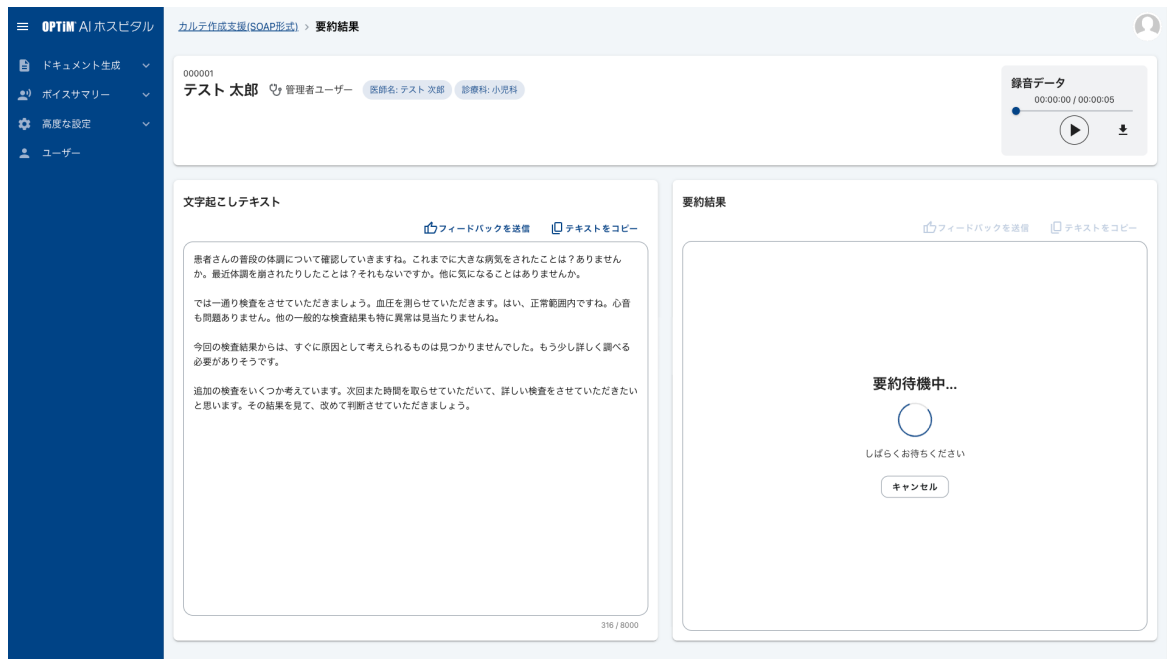 OPTiM AI ホスピタル
ドキュメント生成
ボイスサマリー
高度な設定
ユーザー
カルテ作成支援(SOAP形式) > 要約結果
000001
テスト 太郎 管理者ユーザー 医師名: テスト 次郎 診療科: 小児科
録音データ
00:00:00 / 00:00:05
文字起こしテキスト
フィードバックを送信 テキストをコピー
患者さんの普段の体調について確認していきますね。これまでに大きな病気をされたことは？ありません
か。最近体調を崩されたりしたことは？それもないですか。他に気になることはありませんか。
では一通り検査をさせていただきましょう。血圧を測らせていただきます。はい、正常範囲内ですね。心音
も問題ありません。他の一般的な検査結果も特に異常は見当たりませんね。
今回の検査結果からは、すぐに原因として考えられるものは見つかりませんでした。もう少し詳しく調べる
必要がありそうです。
追加の検査をいくつか考えています。次回また時間を取らせていただいて、詳しい検査をさせていただきたい
と思います。その結果を見て、改めて判断させていただきましょう。
316 / 8000
要約結果
フィードバックを送信 テキストをコピー
要約待機中...
しばらくお待ちください
キャンセル